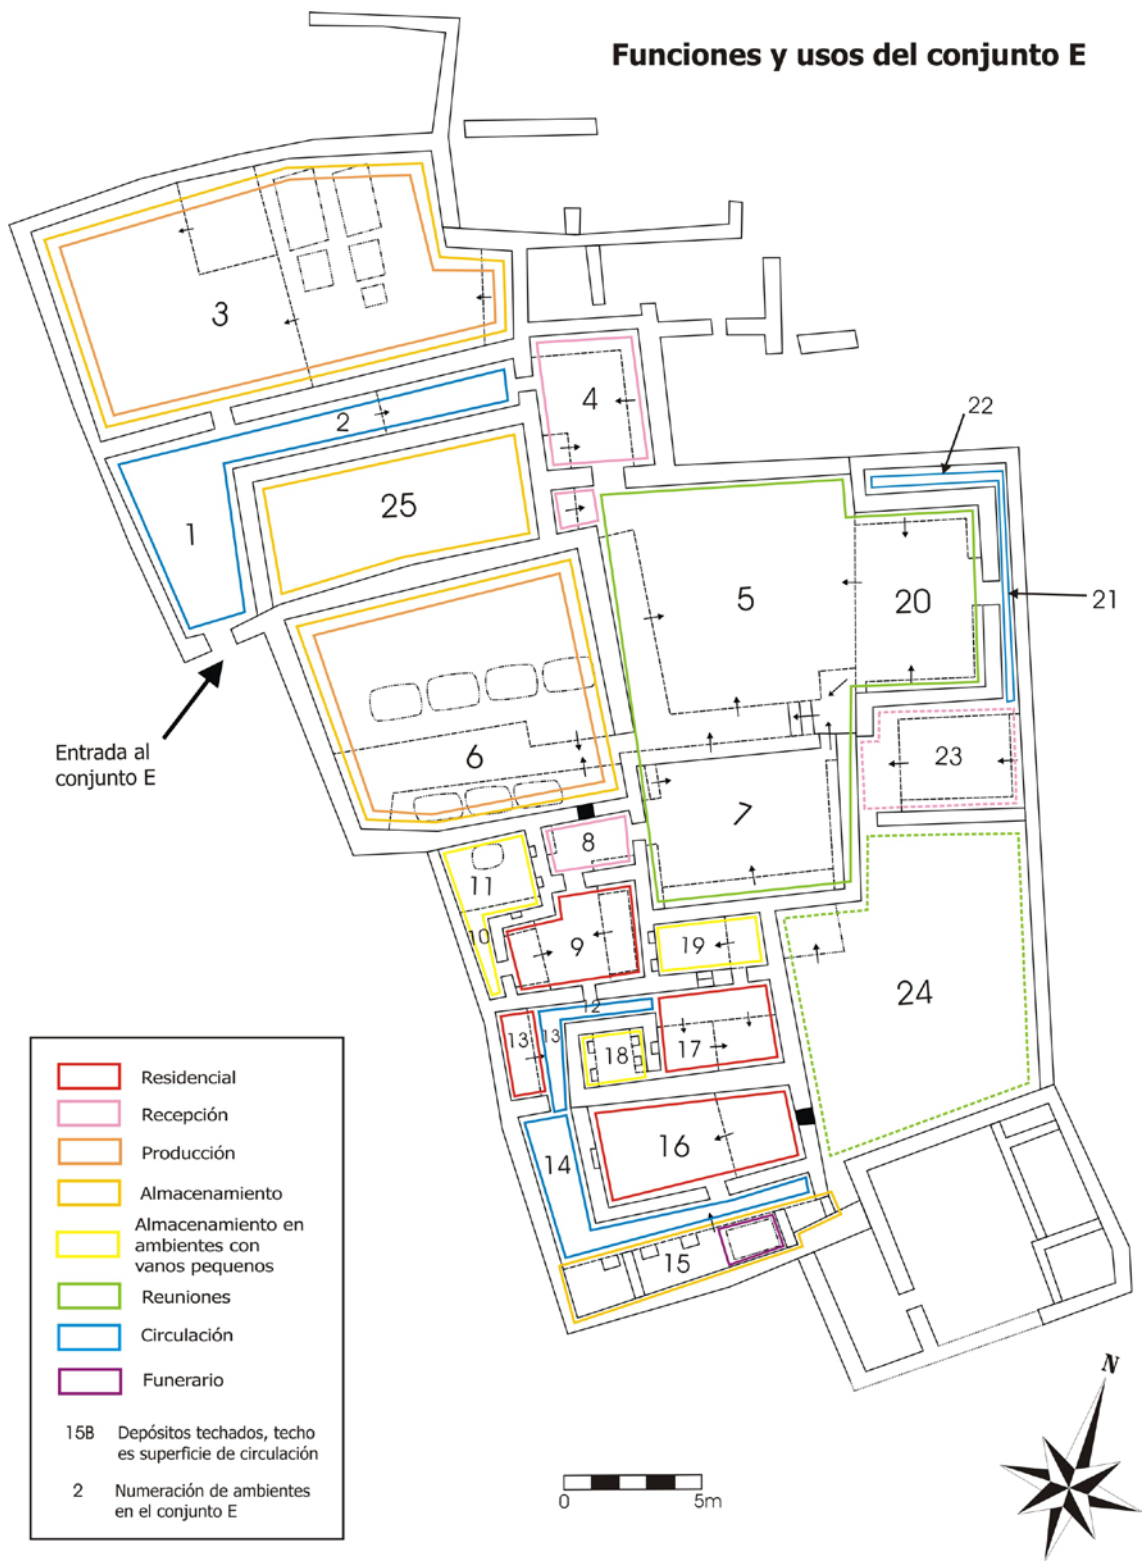 Funciones y usos del conjunto E
3
4
2
22
25
1
5
20
21
Entrada al
conjunto E
6
23
7
8
11
10
9
19
24
12
13
13
18
17
16
14
15
Residencial
Recepción
Producción
Almacenamiento
Almacenamiento en
ambientes con
vanos pequenos
Reuniones
Circulación
Funerario
15B Depósitos techados, techo
es superficie de circulación
2 Numeración de ambientes
en el conjunto E
0 5m
N